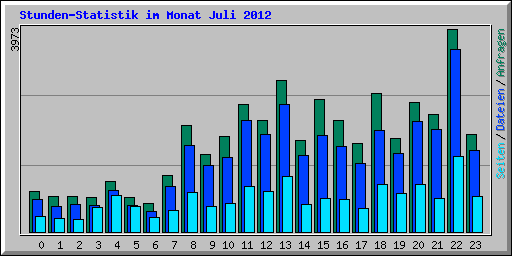 Stunden-Statistik im Monat Juli 2012
3973
Seiten / Dateien / Anfragen
0 1 2 3 4 5 6 7 8 9 10 11 12 13 14 15 16 17 18 19 20 21 22 23